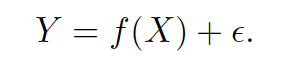 Y = f(X) + ϵ.